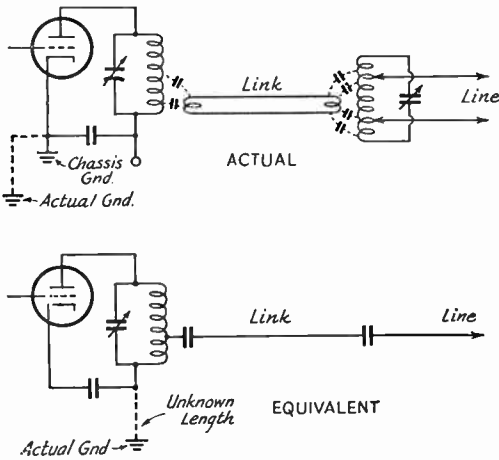 Link
Line
ACTUAL
Chassis
Gnd.
Actual Gnd.
Link
Line
Unknown
Length
EQUIVALENT
Actual Gnd